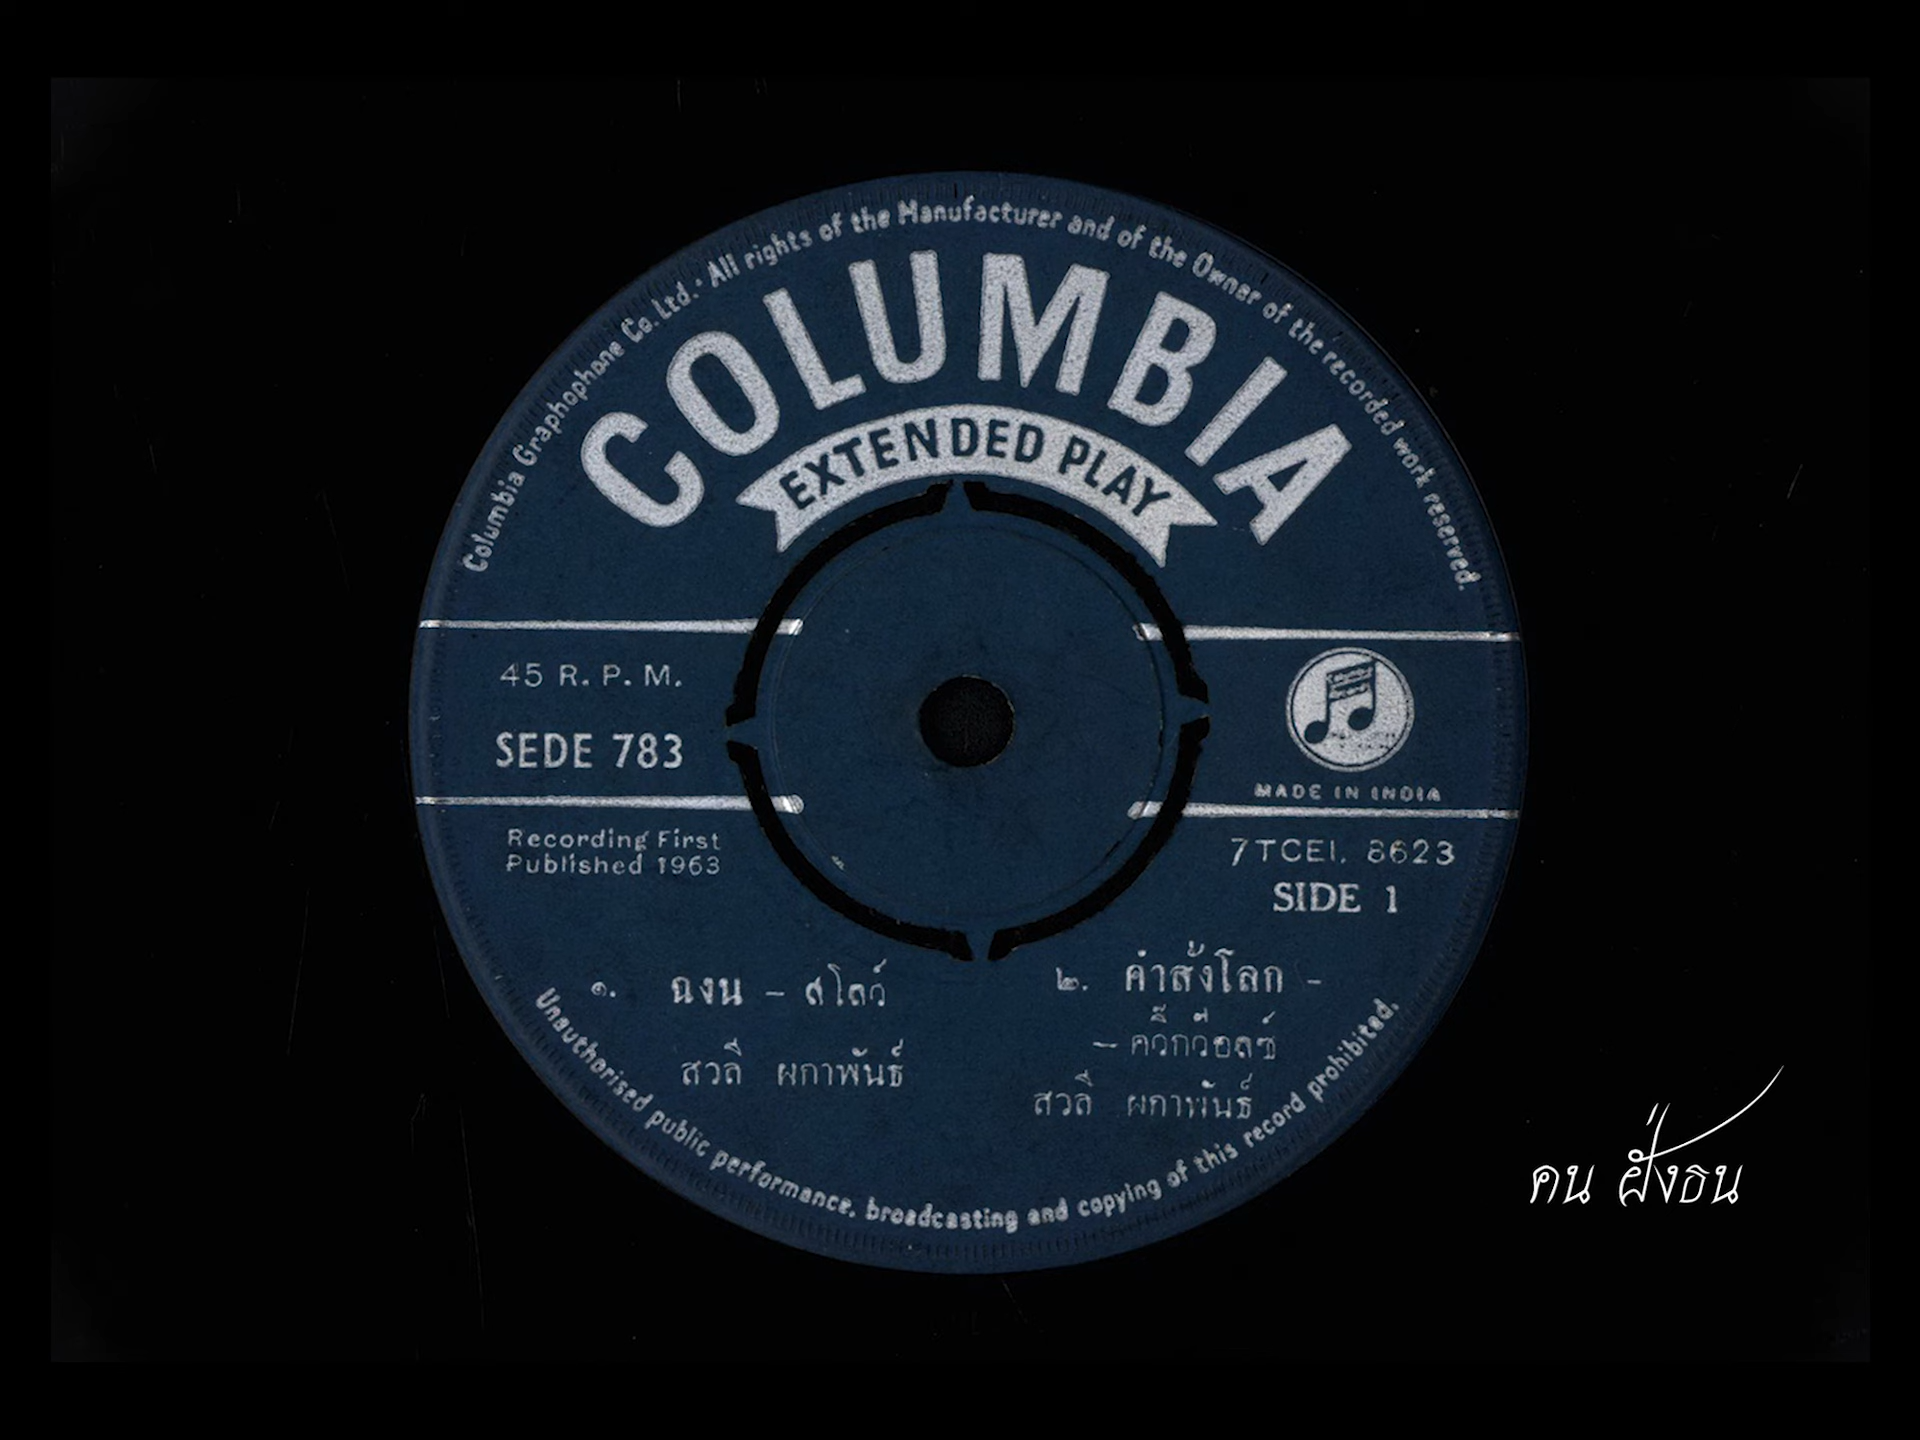 Columbia Graphophone Co. Ltd. · All rights of the Manufacturer and of the Owner of the recorded work reserved.
COLUMBIA
EXTENDED PLAY
45 R. P. M.
SEDE 783
MADE IN INDIA
Recording First
Published 1963
7TCEI. 8623
SIDE 1
๑. ฉงน – สโลว์
สวลี ผกาพันธ์
๒. คำสั่งโลก –
– ควิกว๊อลซ์
สวลี ผกาพันธ์
Unauthorised public performance, broadcasting and copying of this record prohibited.
คน ฝั่งธน